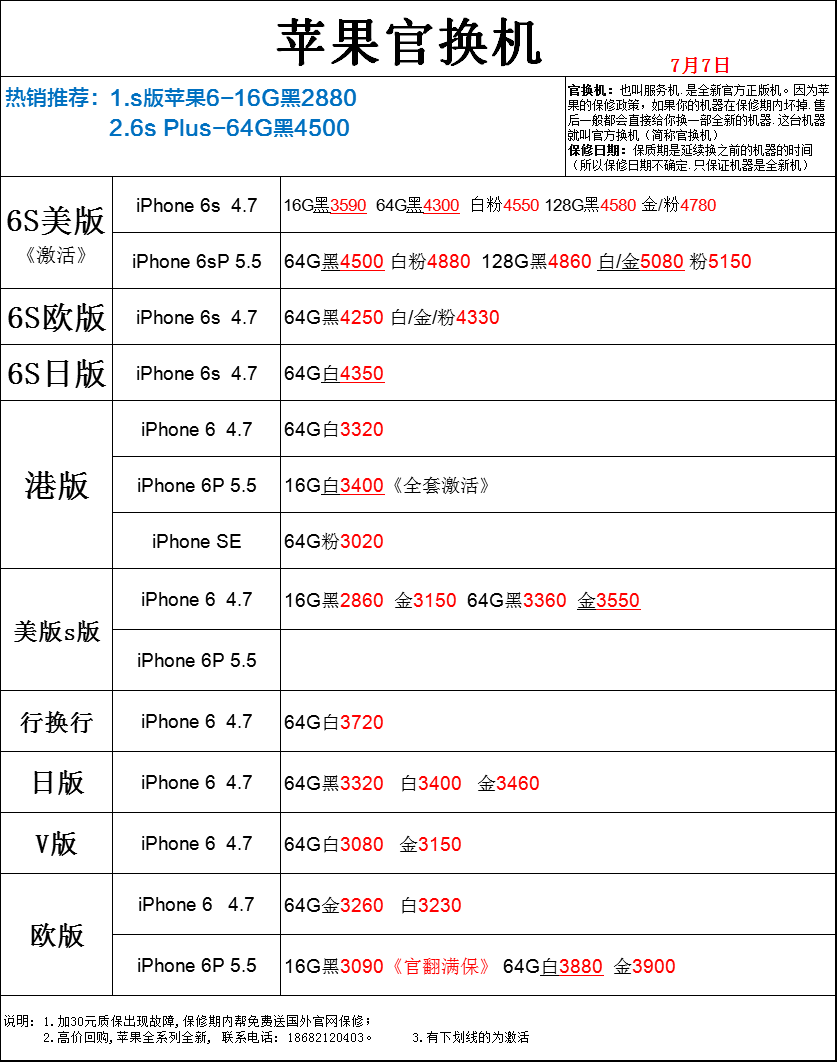 苹果官换机
7月7日
热销推荐：1.s版苹果6-16G黑2880
2.6s Plus-64G黑4500
官换机：也叫服务机.是全新官方正版机。因为苹
果的保修政策，如果你的机器在保修期内坏掉.售
后一般都会直接给你换一部全新的机器.这台机器
就叫官方换机（简称官换机）
保修日期：保质期是延续换之前的机器的时间
（所以保修日期不确定.只保证机器是全新机）
6S美版
《激活》
iPhone 6s 4.7
16G黑3590 64G黑4300 白粉4550 128G黑4580 金/粉4780
iPhone 6sP 5.5
64G黑4500 白粉4880 128G黑4860 白/金5080 粉5150
6S欧版
iPhone 6s 4.7
64G黑4250 白/金/粉4330
6S日版
iPhone 6s 4.7
64G白4350
港版
iPhone 6 4.7
64G白3320
iPhone 6P 5.5
16G白3400《全套激活》
iPhone SE
64G粉3020
美版s版
iPhone 6 4.7
16G黑2860 金3150 64G黑3360 金3550
iPhone 6P 5.5
行换行
iPhone 6 4.7
64G白3720
日版
iPhone 6 4.7
64G黑3320 白3400 金3460
V版
iPhone 6 4.7
64G白3080 金3150
欧版
iPhone 6 4.7
64G金3260 白3230
iPhone 6P 5.5
16G黑3090《官翻满保》 64G白3880 金3900
说明：1.加30元质保出现故障,保修期内帮免费送国外官网保修；
2.高价回购,苹果全系列全新, 联系电话：18682120403。 3.有下划线的为激活